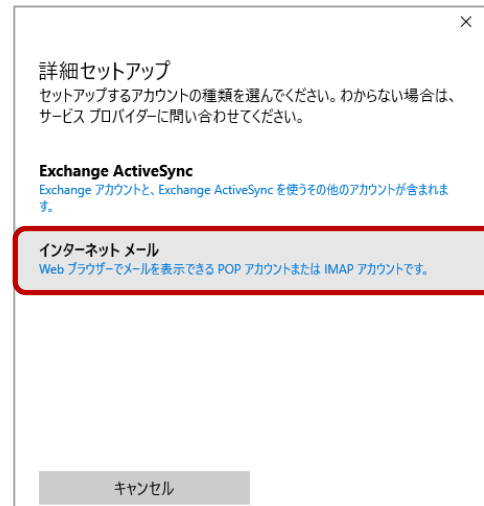 詳細セットアップ
セットアップするアカウントの種類を選んでください。わからない場合は、
サービス プロバイダーに問い合わせてください。
Exchange ActiveSync
Exchange アカウントと、Exchange ActiveSync を使うその他のアカウントが含まれま
す。
インターネット メール
Web ブラウザーでメールを表示できる POP アカウントまたは IMAP アカウントです。
キャンセル